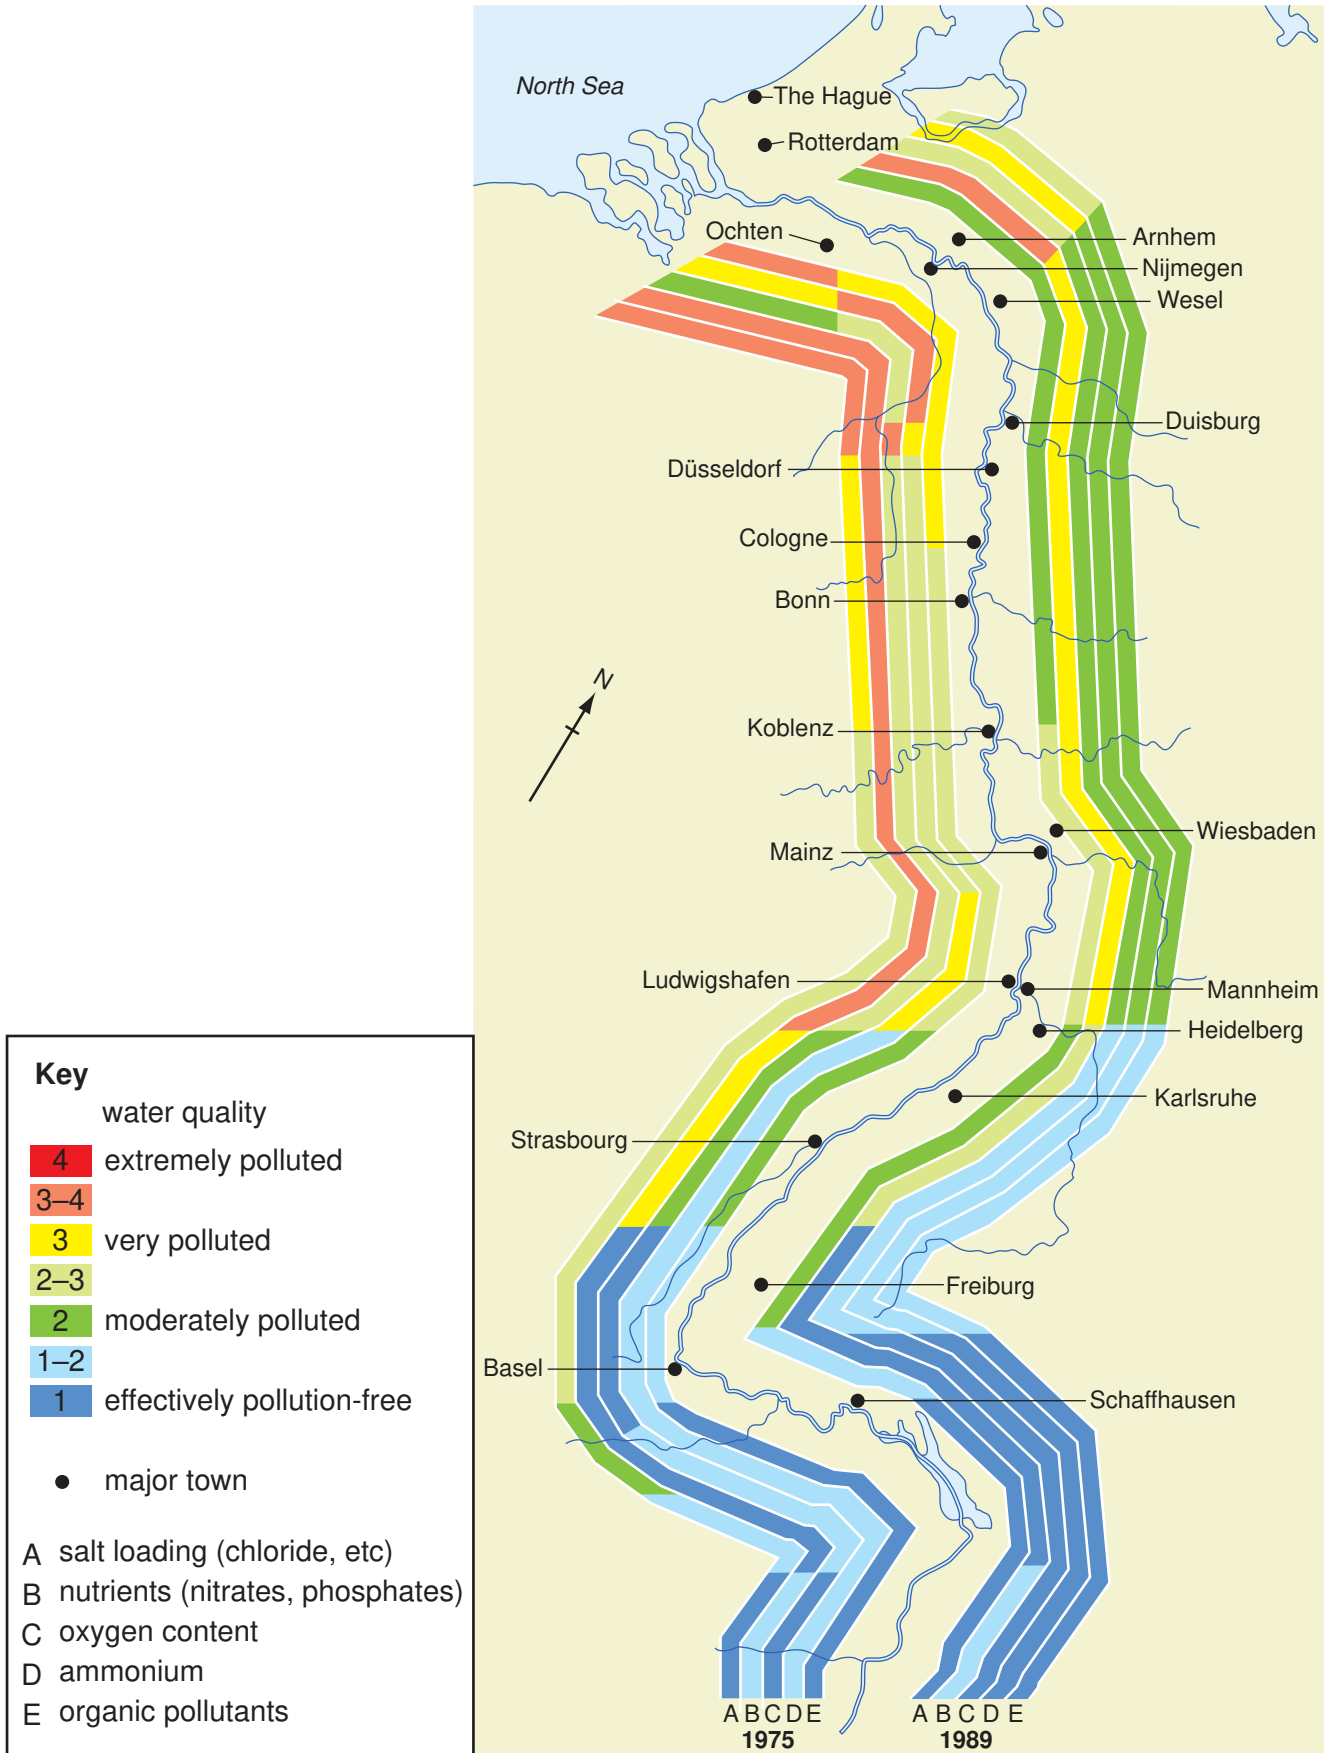 North Sea
The Hague
Rotterdam
Ochten
Arnhem
Nijmegen
Wesel
Duisburg
Düsseldorf
Cologne
Bonn
N
Koblenz
Wiesbaden
Mainz
Ludwigshafen
Mannheim
Heidelberg
Karlsruhe
Strasbourg
Freiburg
Basel
Schaffhausen
A B C D E
1975
A B C D E
1989
Key
water quality
4 extremely polluted
3–4
3 very polluted
2–3
2 moderately polluted
1–2
1 effectively pollution-free
major town
A salt loading (chloride, etc)
B nutrients (nitrates, phosphates)
C oxygen content
D ammonium
E organic pollutants